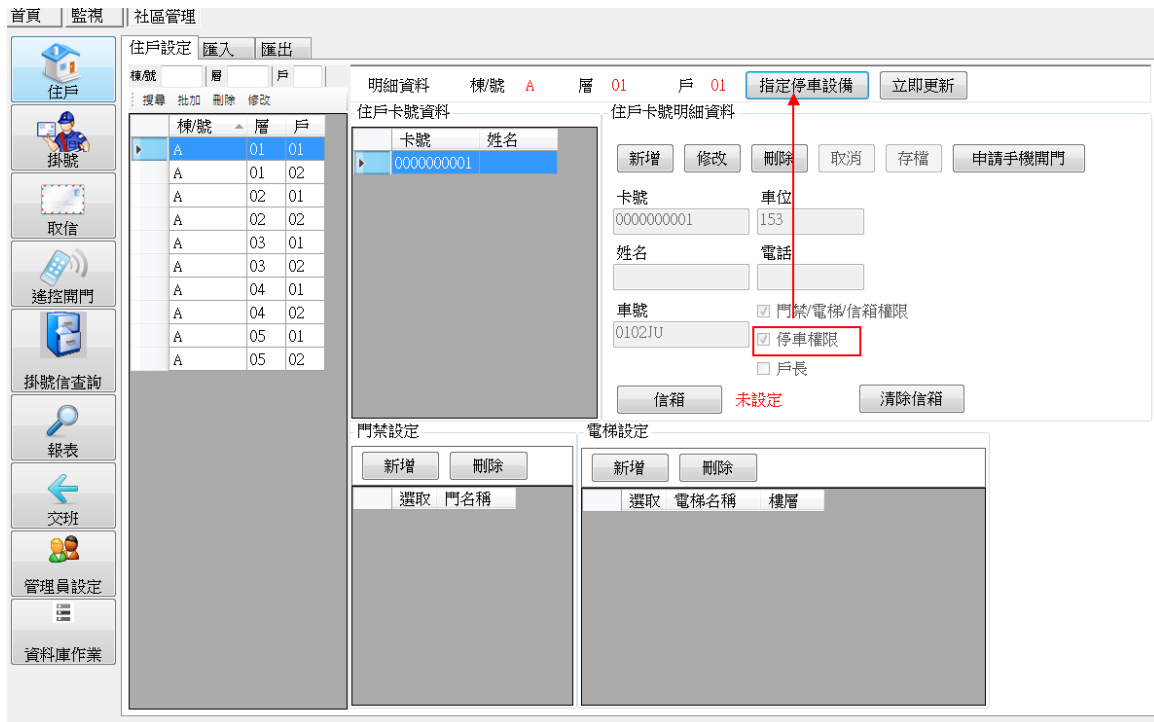 首頁 監視 社區管理
住戶
掛號
取信
遙控開門
掛號信查詢
報表
交班
管理員設定
資料庫作業
住戶設定 匯入 匯出
棟/號 層 戶
搜尋 批加 刪除 修改
棟/號 層 戶
A 01 01
A 01 02
A 02 01
A 02 02
A 03 01
A 03 02
A 04 01
A 04 02
A 05 01
A 05 02
明細資料 棟/號 A 層 01 戶 01 指定停車設備 立即更新
住戶卡號資料
卡號 姓名
0000000001
住戶卡號明細資料
新增 修改 刪除 取消 存檔 申請手機開門
卡號 車位
0000000001 153
姓名 電話
車號 門禁/電梯/信箱權限
0102JU 停車權限
戶長
信箱 未設定 清除信箱
門禁設定
新增 刪除
選取 門名稱
電梯設定
新增 刪除
選取 電梯名稱 樓層